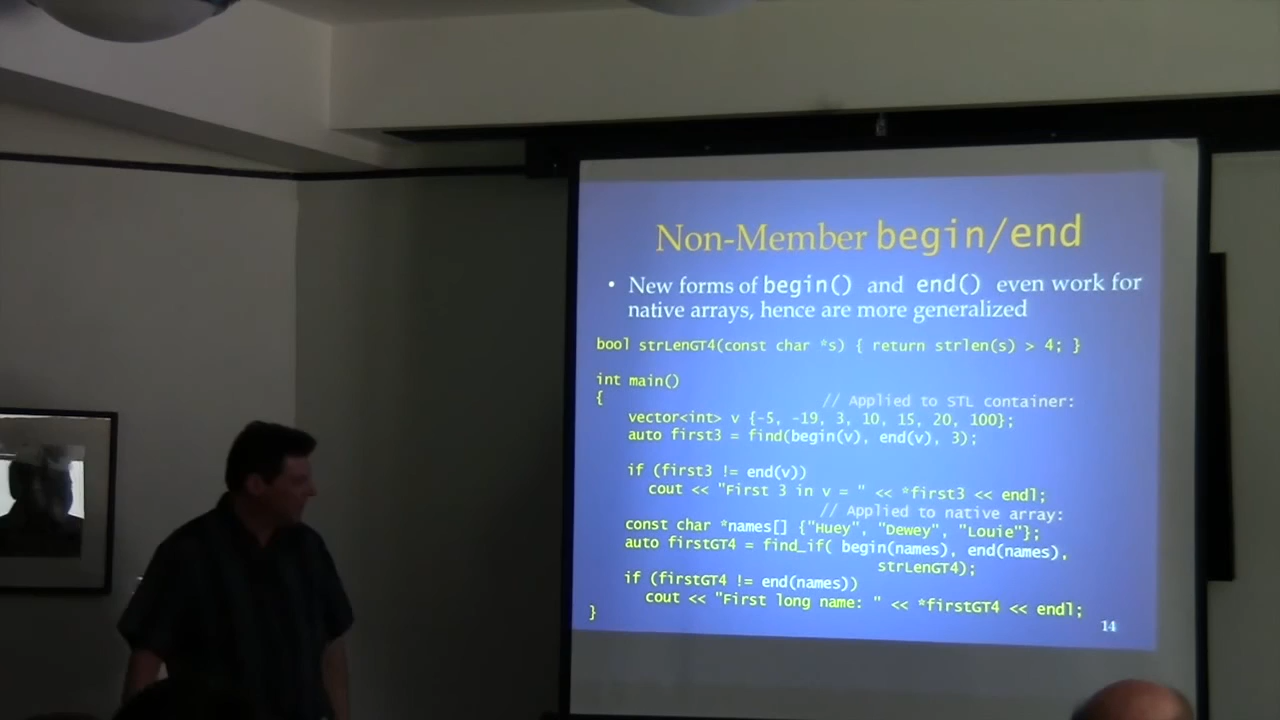 Non-Member begin/end
• New forms of begin() and end() even work for
native arrays, hence are more generalized
bool strLenGT4(const char *s) { return strlen(s) > 4; }
int main()
{ // Applied to STL container:
vector<int> v {-5, -19, 3, 10, 15, 20, 100};
auto first3 = find(begin(v), end(v), 3);
if (first3 != end(v))
cout << "First 3 in v = " << *first3 << endl;
// Applied to native array:
const char *names[] {"Huey", "Dewey", "Louie"};
auto firstGT4 = find_if( begin(names), end(names),
strLenGT4);
if (firstGT4 != end(names))
cout << "First long name: " << *firstGT4 << endl;
}
14